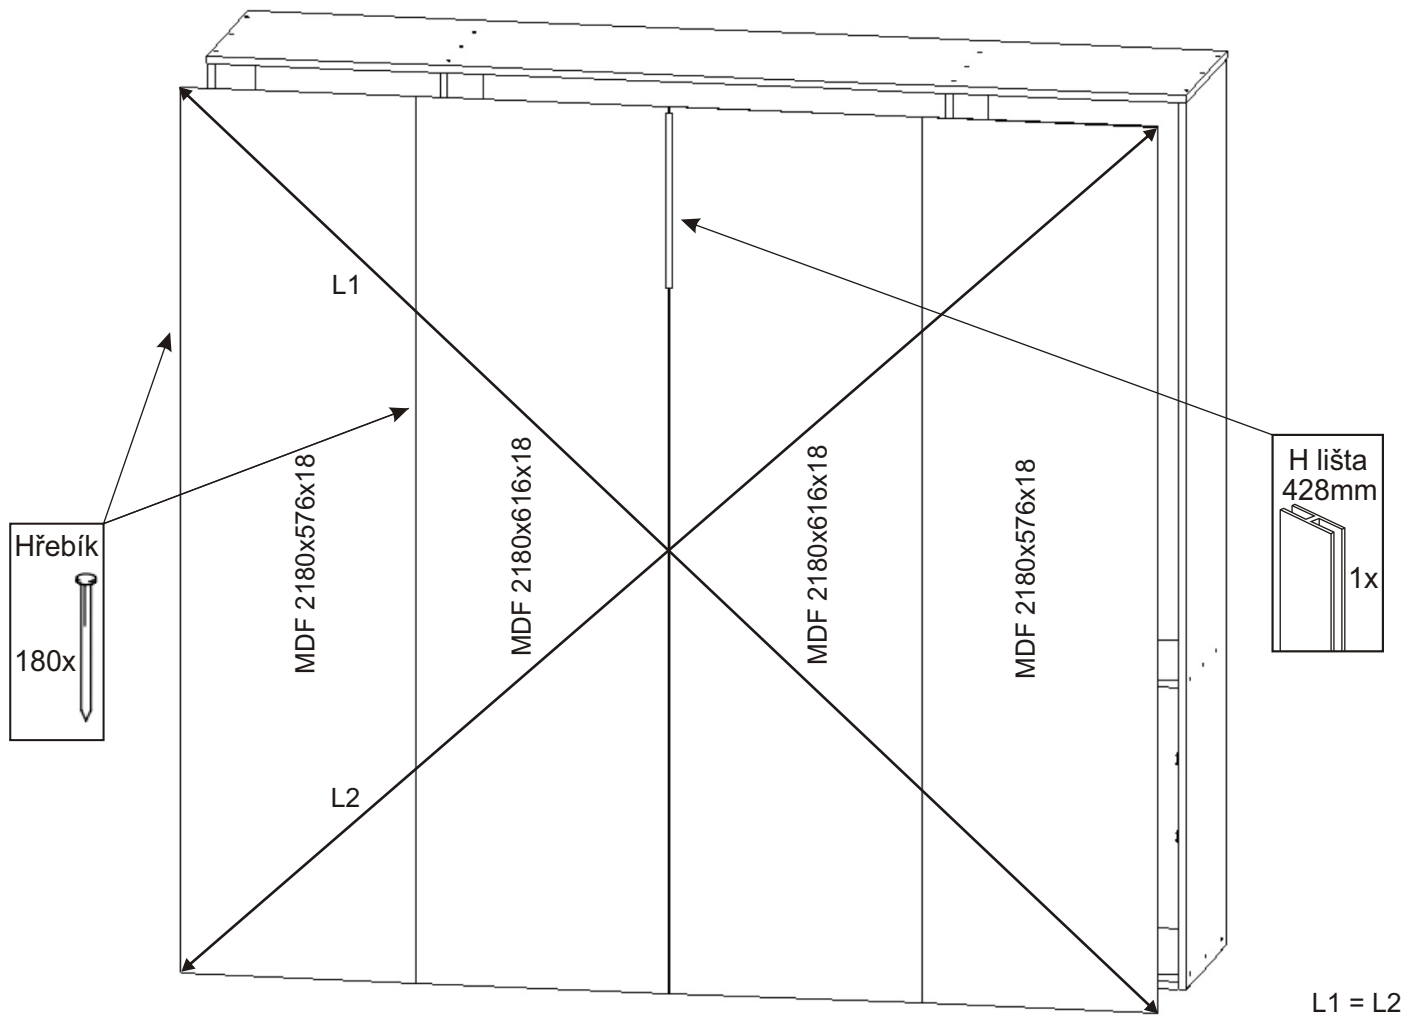 L1
Hřebík
180x
MDF 2180x576x18
MDF 2180x616x18
MDF 2180x616x18
MDF 2180x576x18
H lišta
428mm
1x
L2
L1 = L2